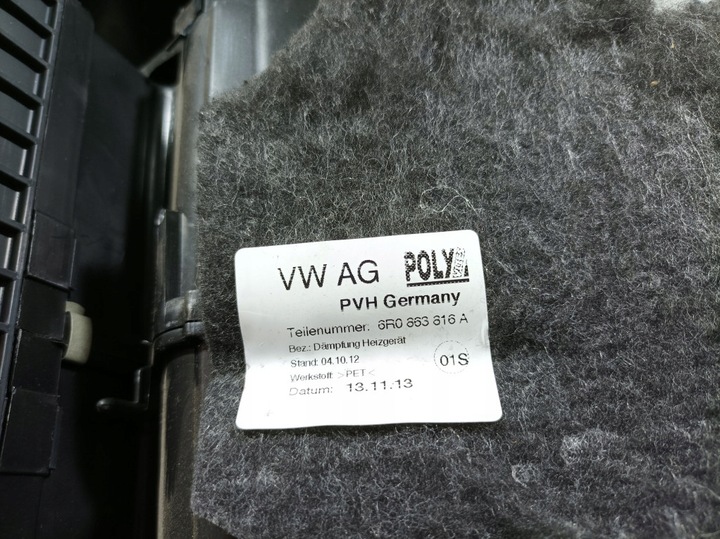 VW AG POLY
PVH Germany
Teilenummer: 6R0 863 816 A
Bez.: Dämpfung Heizgerät
Stand: 04.10.12 01S
Werkstoff: >PET<
Datum: 13.11.13